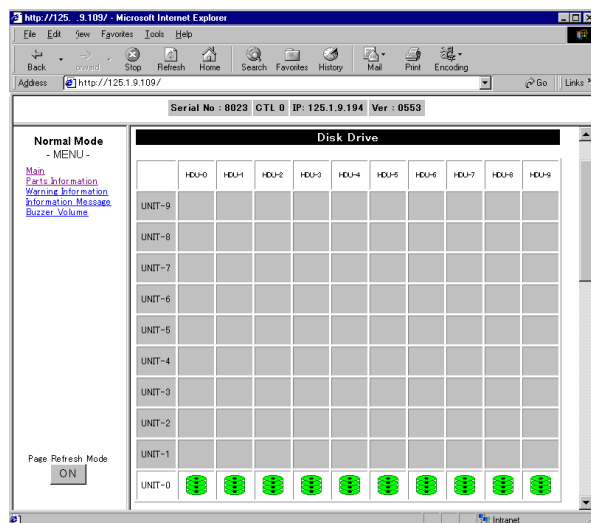 http://125. .9.109/ - Microsoft Internet Explorer
File Edit View Favorites Tools Help
Back orward Stop Refresh Home Search Favorites History Mail Print Encoding
Address http://125.1.9.109/ Go Links
Serial No : 8023 CTL 0 IP: 125.1.9.194 Ver : 0553
Normal Mode
- MENU -
Main
Parts Information
Warning Information
Information Message
Buzzer Volume
Page Refresh Mode
ON
Disk Drive
HDU-0 HDU-1 HDU-2 HDU-3 HDU-4 HDU-5 HDU-6 HDU-7 HDU-8 HDU-9
UNIT-9
UNIT-8
UNIT-7
UNIT-6
UNIT-5
UNIT-4
UNIT-3
UNIT-2
UNIT-1
UNIT-0
Intranet